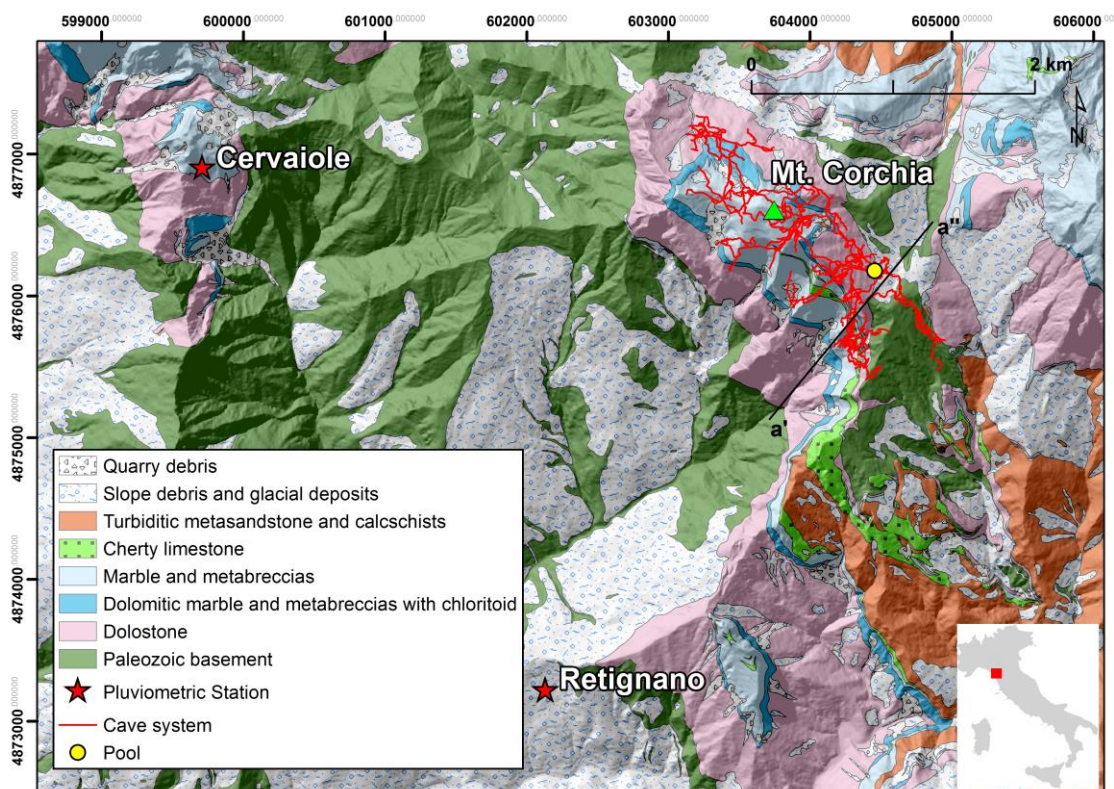 599000,000000
600000,000000
601000,000000
602000,000000
603000,000000
604000,000000
605000,000000
606000,000000
0
2 km
N
4877000,000000
Cervaiole
Mt. Corchia
a"
4876000,000000
a'
4875000,000000
Quarry debris
Slope debris and glacial deposits
Turbiditic metasandstone and calcschists
Cherty limestone
4874000,000000
Marble and metabreccias
Dolomitic marble and metabreccias with chloritoid
Dolostone
Paleozoic basement
Retignano
Pluviometric Station
4873000,000000
Cave system
Pool